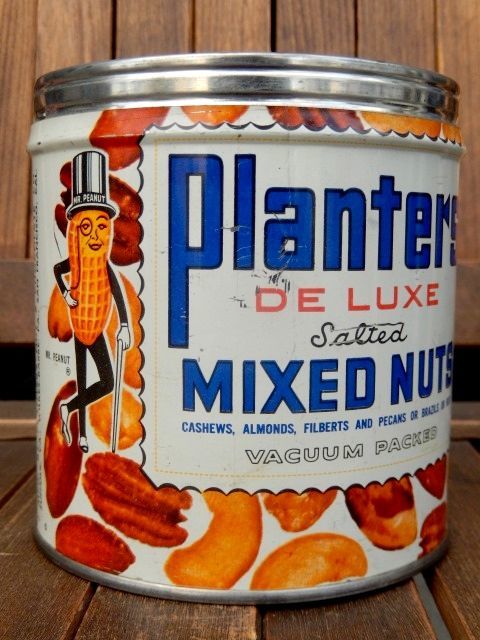 MR. PEANUT
Planters
DE LUXE
Salted
MIXED NUTS
CASHEWS, ALMONDS, FILBERTS AND PECANS OR BRAZILS OR
VACUUM PACKED
MR. PEANUT
®